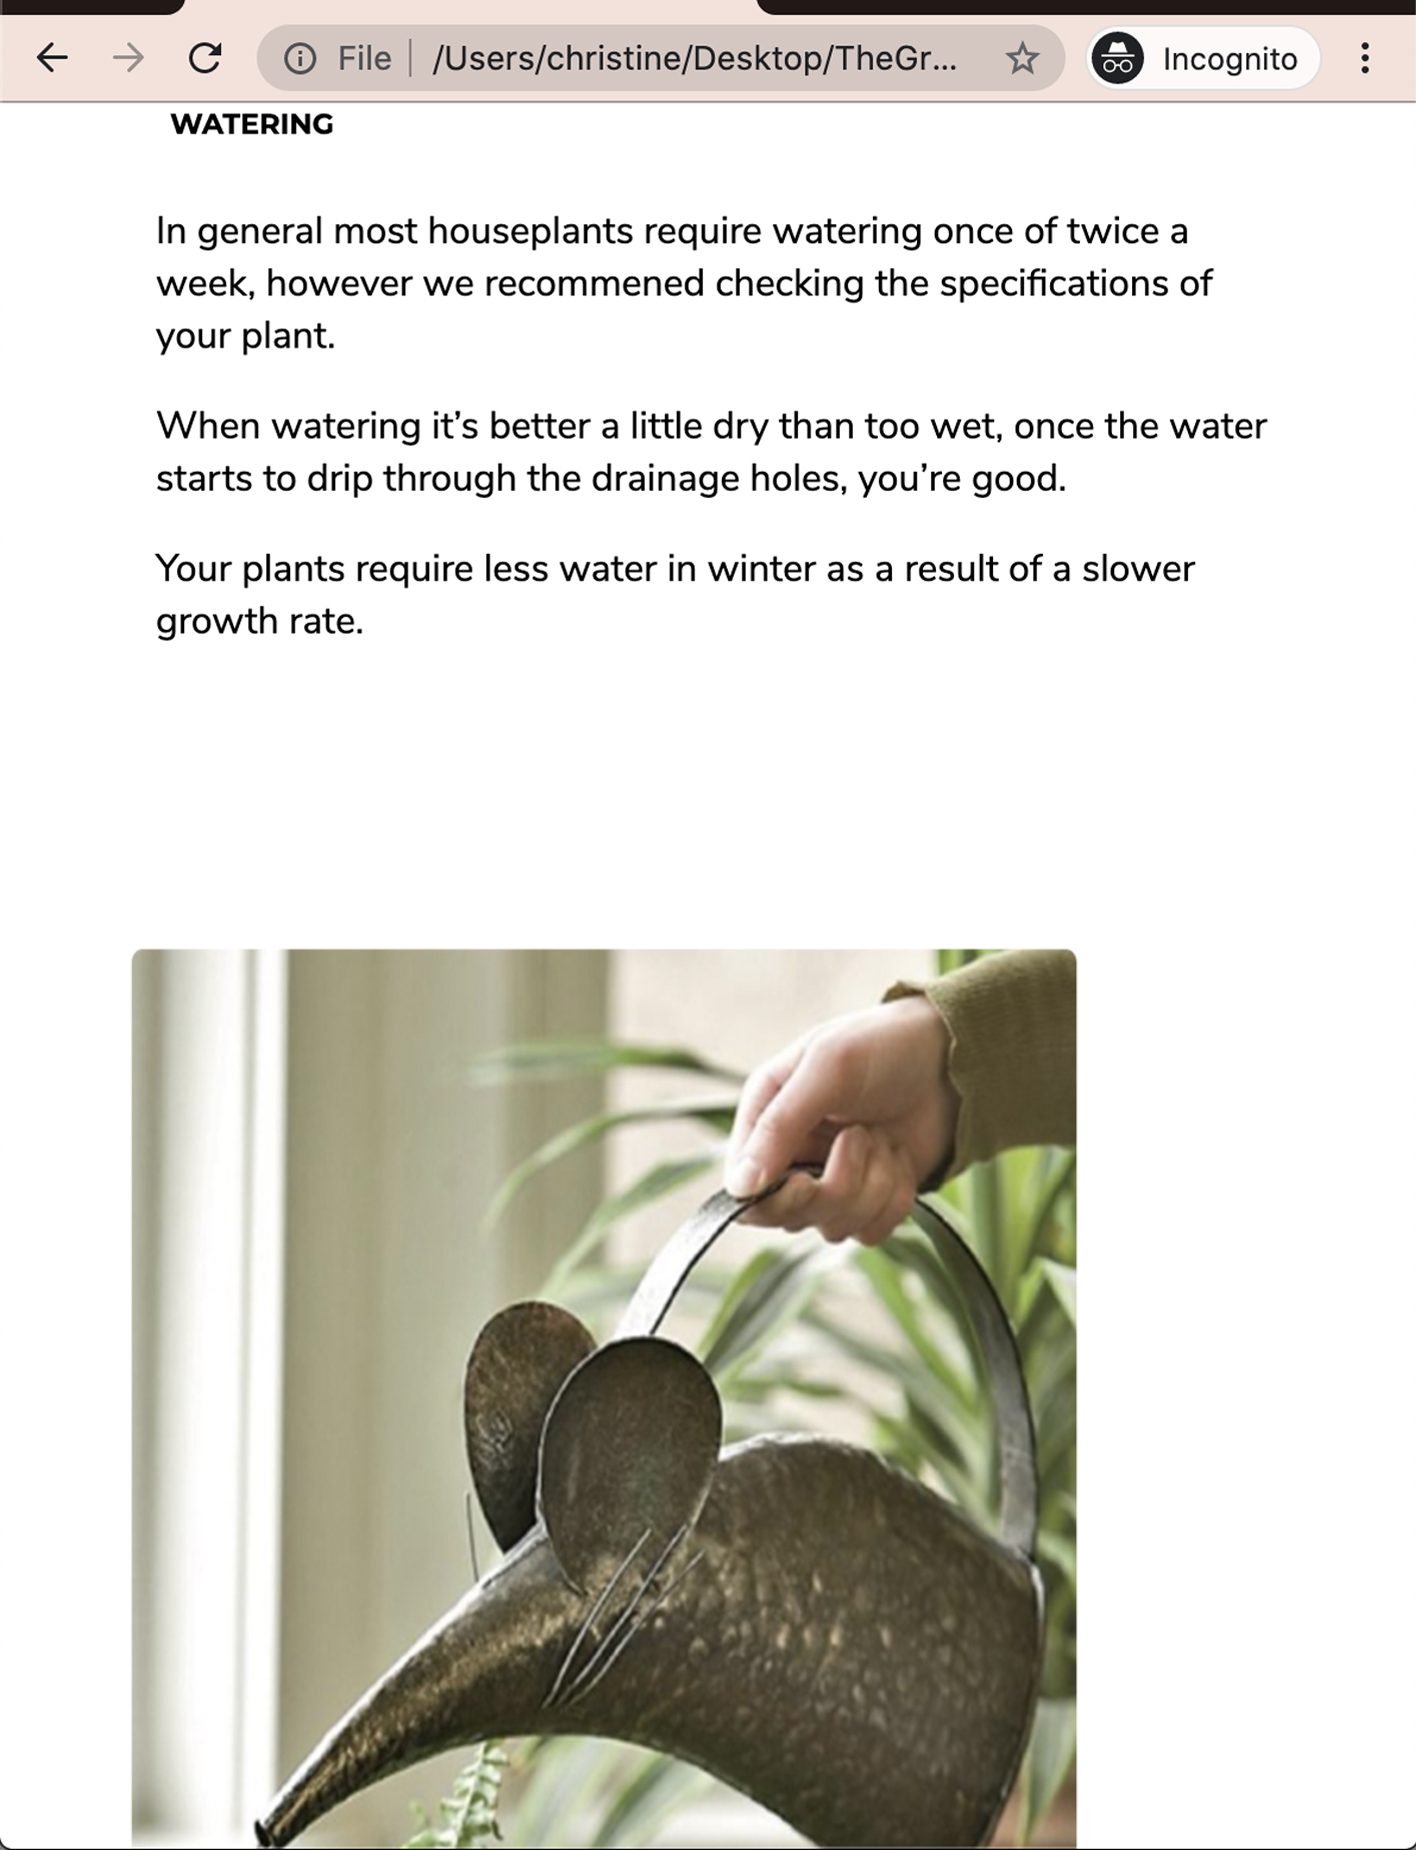 File
/Users/christine/Desktop/TheGr...
Incognito
WATERING
In general most houseplants require watering once of twice a
week, however we recommened checking the specifications of
your plant.
When watering it’s better a little dry than too wet, once the water
starts to drip through the drainage holes, you’re good.
Your plants require less water in winter as a result of a slower
growth rate.